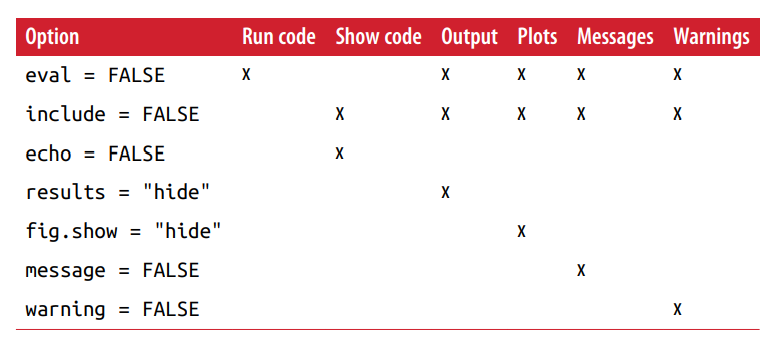 Option Run code Show code Output Plots Messages Warnings
eval = FALSE x x x x x
include = FALSE x x x x x
echo = FALSE x
results = "hide" x
fig.show = "hide" x
message = FALSE x
warning = FALSE x